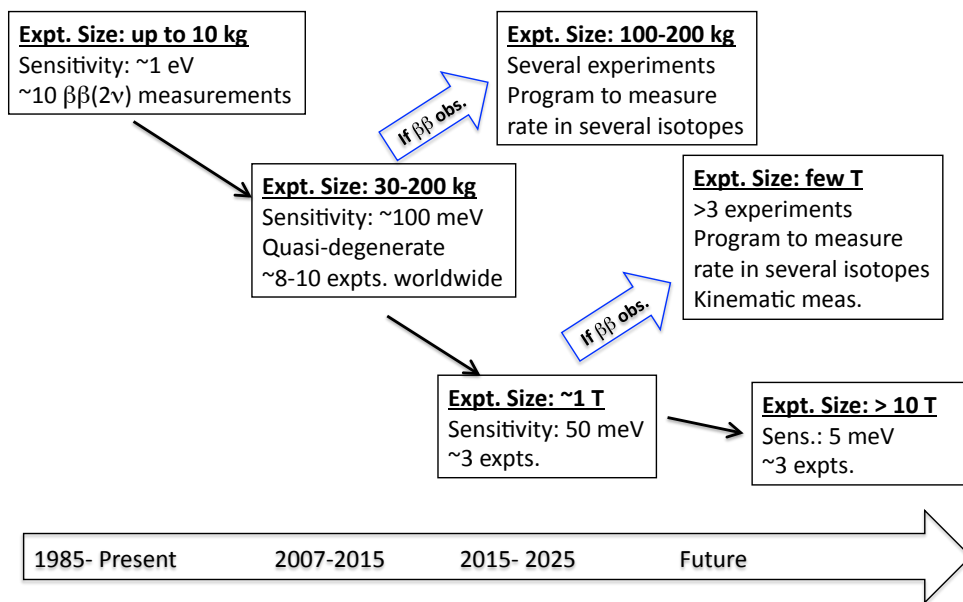 Expt. Size: up to 10 kg
Sensitivity: ~1 eV
~10 ββ(2ν) measurements
If ββ obs.
Expt. Size: 100-200 kg
Several experiments
Program to measure
rate in several isotopes
Expt. Size: 30-200 kg
Sensitivity: ~100 meV
Quasi-degenerate
~8-10 expts. worldwide
If ββ obs.
Expt. Size: few T
>3 experiments
Program to measure
rate in several isotopes
Kinematic meas.
Expt. Size: ~1 T
Sensitivity: 50 meV
~3 expts.
Expt. Size: > 10 T
Sens.: 5 meV
~3 expts.
1985- Present 2007-2015 2015- 2025 Future